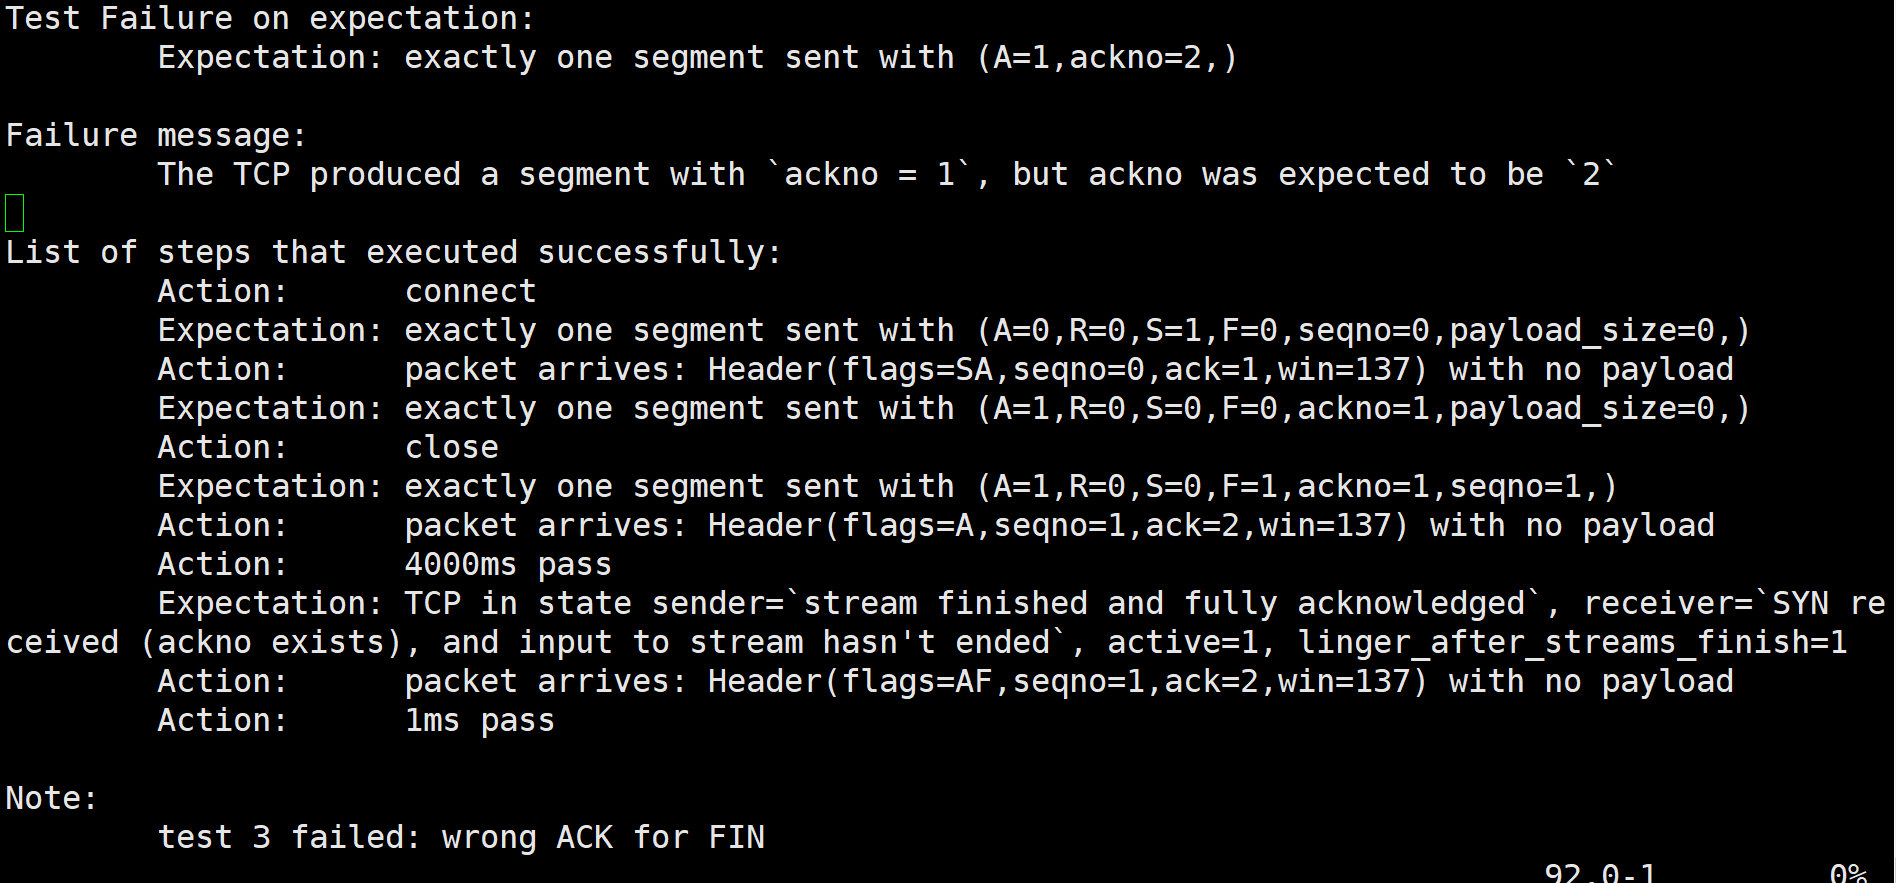 Test Failure on expectation:
Expectation: exactly one segment sent with (A=1,ackno=2,)
Failure message:
The TCP produced a segment with `ackno = 1`, but ackno was expected to be `2`
List of steps that executed successfully:
Action: connect
Expectation: exactly one segment sent with (A=0,R=0,S=1,F=0,seqno=0,payload_size=0,)
Action: packet arrives: Header(flags=SA,seqno=0,ack=1,win=137) with no payload
Expectation: exactly one segment sent with (A=1,R=0,S=0,F=0,ackno=1,payload_size=0,)
Action: close
Expectation: exactly one segment sent with (A=1,R=0,S=0,F=1,ackno=1,seqno=1,)
Action: packet arrives: Header(flags=A,seqno=1,ack=2,win=137) with no payload
Action: 4000ms pass
Expectation: TCP in state sender=`stream finished and fully acknowledged`, receiver=`SYN re
ceived (ackno exists), and input to stream hasn't ended`, active=1, linger_after_streams_finish=1
Action: packet arrives: Header(flags=AF,seqno=1,ack=2,win=137) with no payload
Action: 1ms pass
Note:
test 3 failed: wrong ACK for FIN
92,0-1 0%